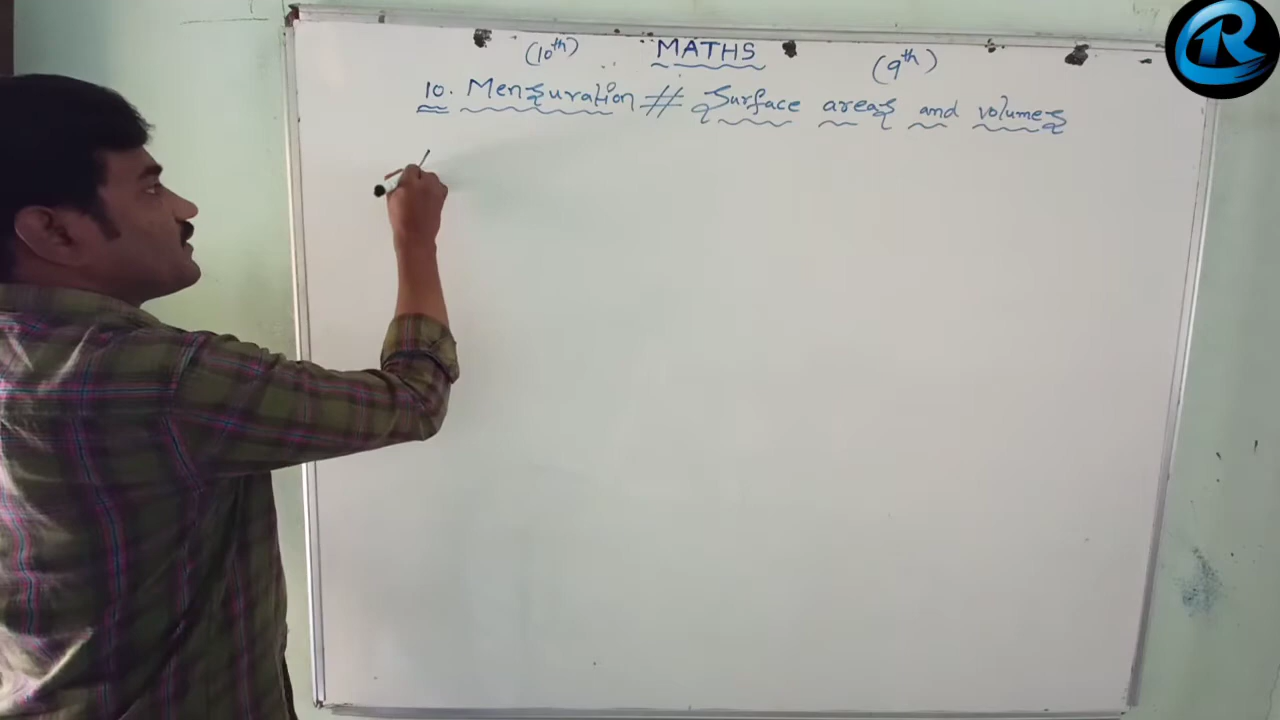 (10th) MATHS (9th)
10. Mensuration # Surface areas and volumes
R